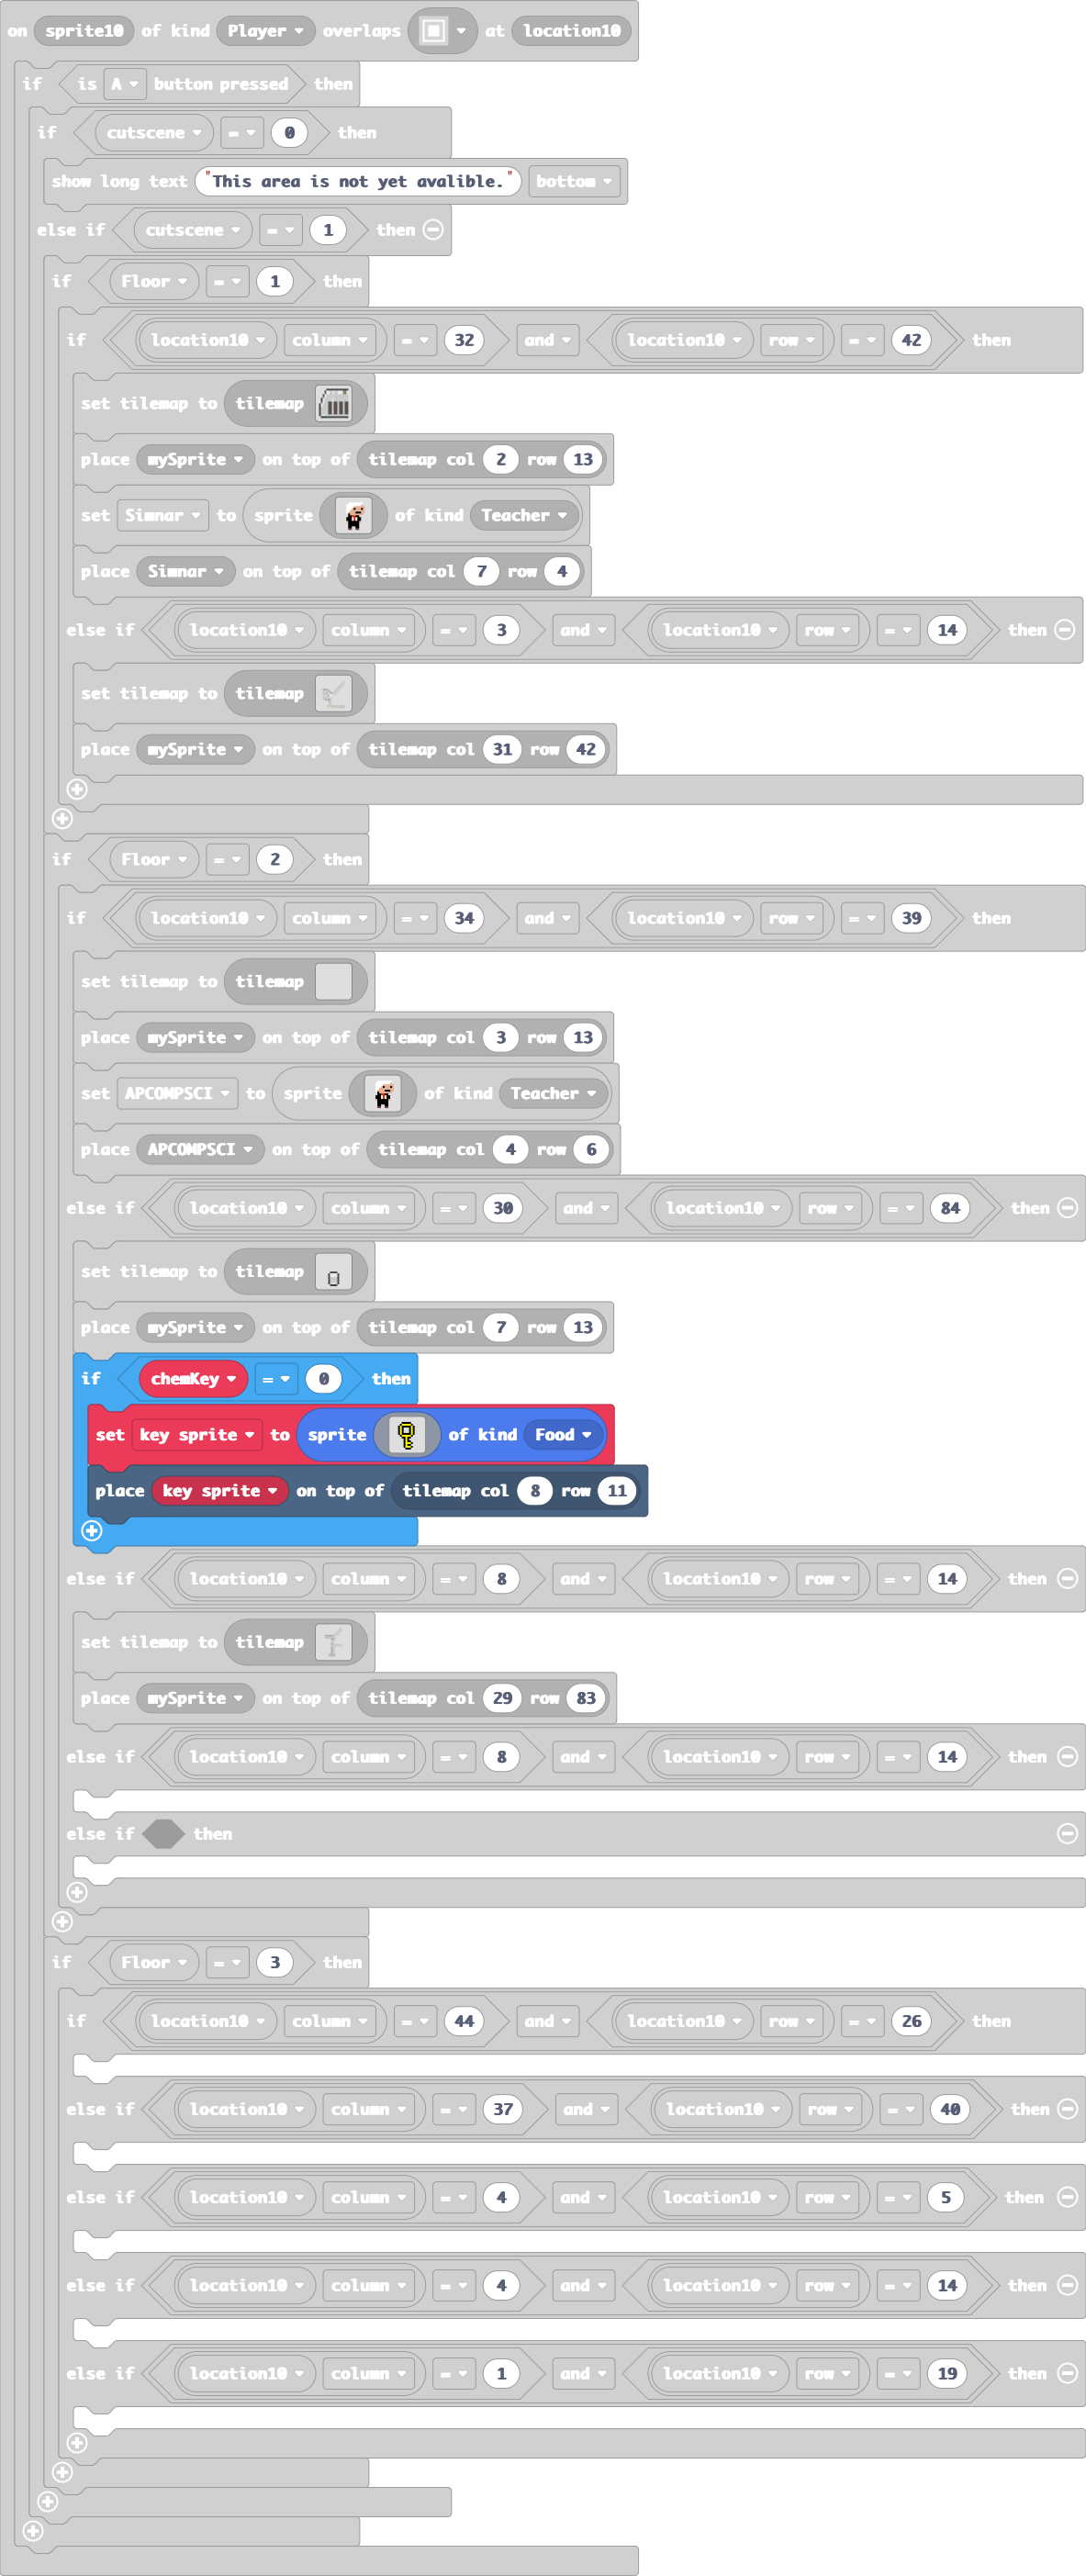 on sprite10 of kind Player overlaps at location10
if is A button pressed then
if cutscene = 0 then
show long text "This area is not yet avalible." bottom
else if cutscene = 1 then
if Floor = 1 then
if location10 column = 32 and location10 row = 42 then
set tilemap to tilemap
place mySprite on top of tilemap col 2 row 13
set Simnar to sprite of kind Teacher
place Simnar on top of tilemap col 7 row 4
else if location10 column = 3 and location10 row = 14 then
set tilemap to tilemap
place mySprite on top of tilemap col 31 row 42
if Floor = 2 then
if location10 column = 34 and location10 row = 39 then
set tilemap to tilemap
place mySprite on top of tilemap col 3 row 13
set APCOMPSCI to sprite of kind Teacher
place APCOMPSCI on top of tilemap col 4 row 6
else if location10 column = 30 and location10 row = 84 then
set tilemap to tilemap
place mySprite on top of tilemap col 7 row 13
if chemKey = 0 then
set key sprite to sprite of kind Food
place key sprite on top of tilemap col 8 row 11
else if location10 column = 8 and location10 row = 14 then
set tilemap to tilemap
place mySprite on top of tilemap col 29 row 83
else if location10 column = 8 and location10 row = 14 then
else if then
if Floor = 3 then
if location10 column = 44 and location10 row = 26 then
else if location10 column = 37 and location10 row = 40 then
else if location10 column = 4 and location10 row = 5 then
else if location10 column = 4 and location10 row = 14 then
else if location10 column = 1 and location10 row = 19 then